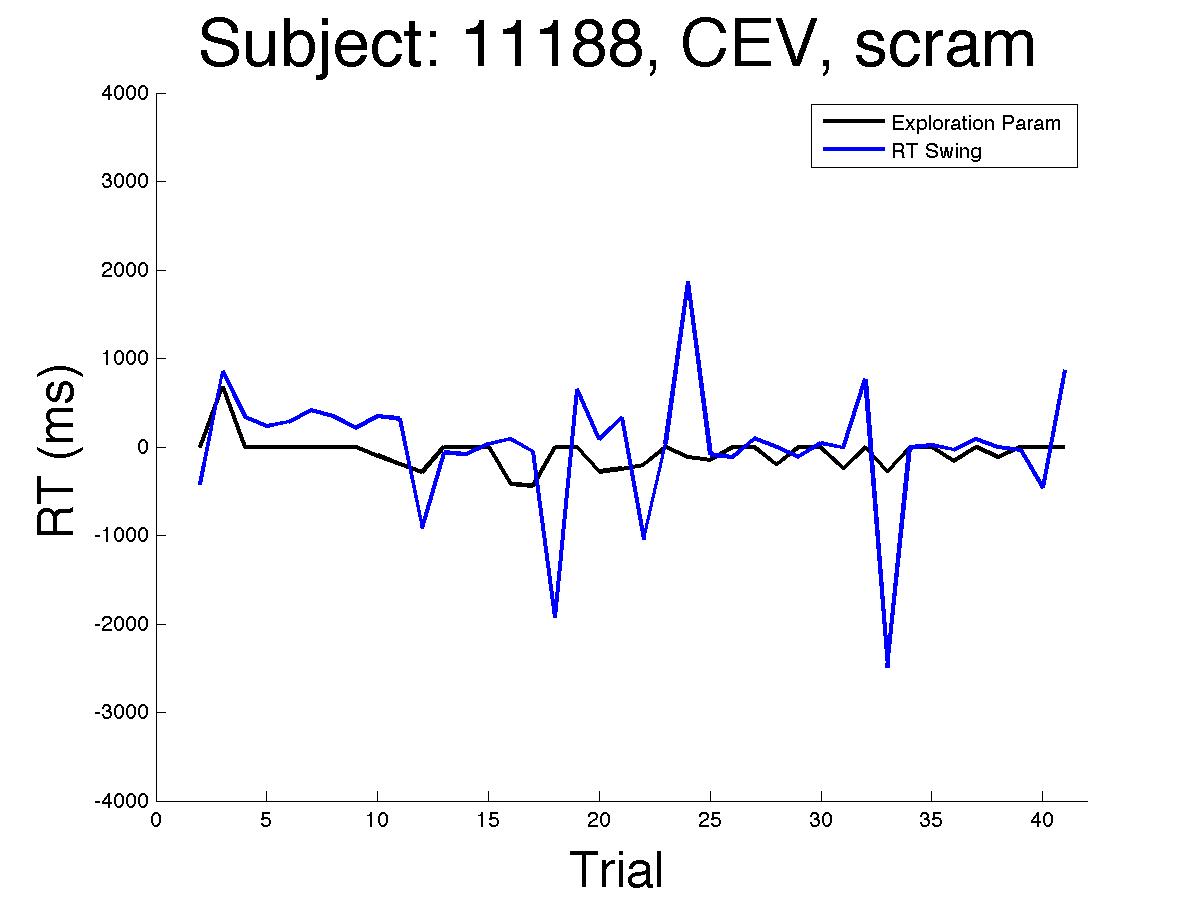 Subject: 11188, CEV, scram
4000
3000
2000
1000
0
-1000
-2000
-3000
-4000
RT (ms)
Exploration Param
RT Swing
0 5 10 15 20 25 30 35 40
Trial